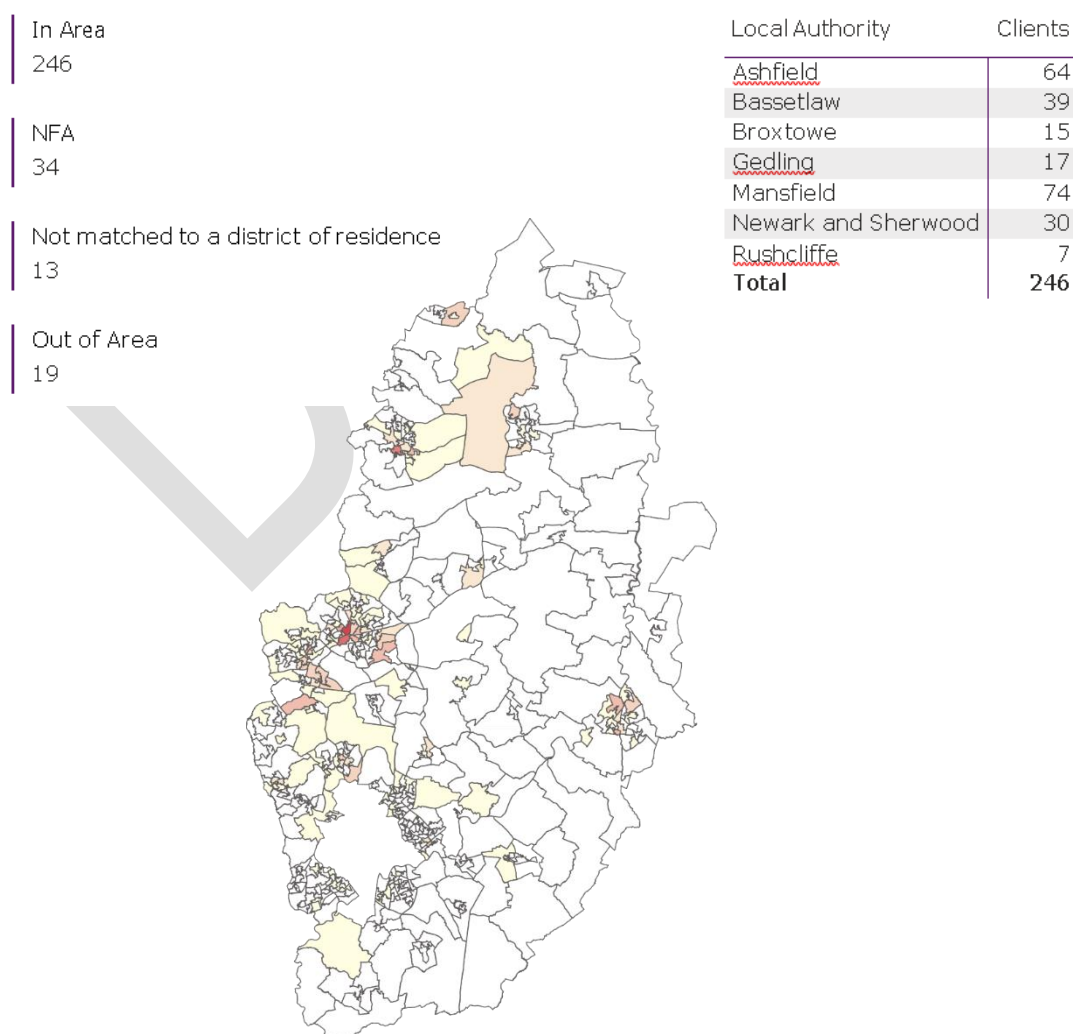 In Area
246
NFA
34
Not matched to a district of residence
13
Out of Area
19
Local Authority Clients
Ashfield 64
Bassetlaw 39
Broxtowe 15
Gedling 17
Mansfield 74
Newark and Sherwood 30
Rushcliffe 7
Total 246